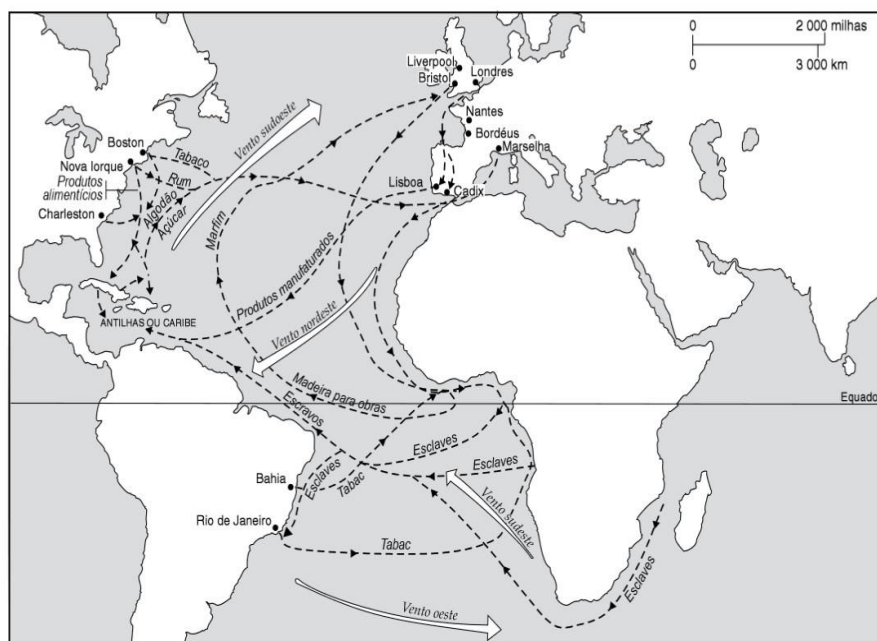 0 2 000 milhas
0 3 000 km
Liverpool
Londres
Bristol
Nantes
Bordéus
Marselha
Lisboa
Cadix
Boston
Nova Iorque
Produtos
alimentícios
Charleston
Tabaco
Rum
Algodão
Açúcar
Vento sudoeste
Marfim
Produtos manufaturados
Vento nordeste
ANTILHAS OU CARIBE
Equador
Madeira para obras
Escravos
Esclaves
Esclaves
Esclaves
Tabac
Bahia
Rio de Janeiro
Vento sudeste
Tabac
Esclaves
Vento oeste